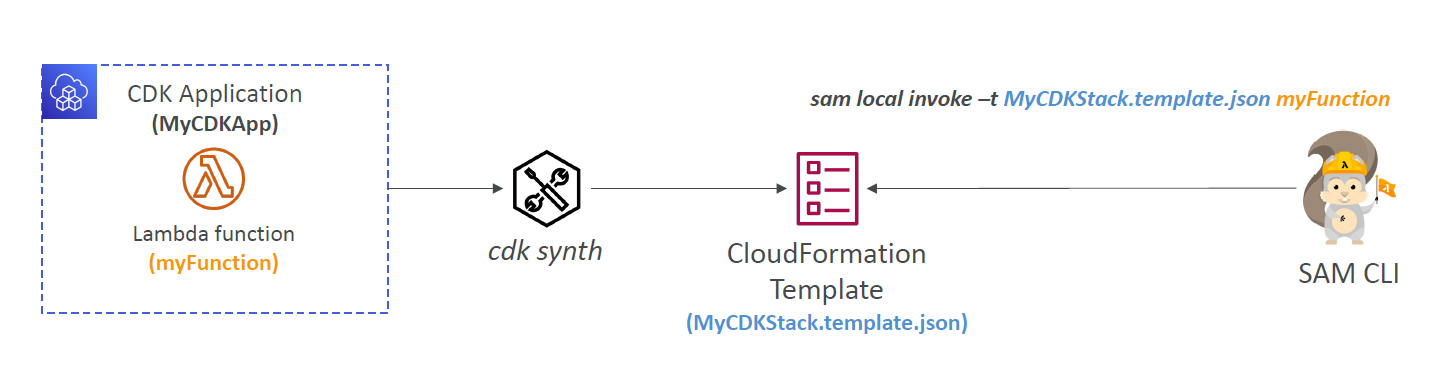 CDK Application
(MyCDKApp)
Lambda function
(myFunction)
cdk synth
CloudFormation
Template
(MyCDKStack.template.json)
sam local invoke –t MyCDKStack.template.json myFunction
SAM CLI